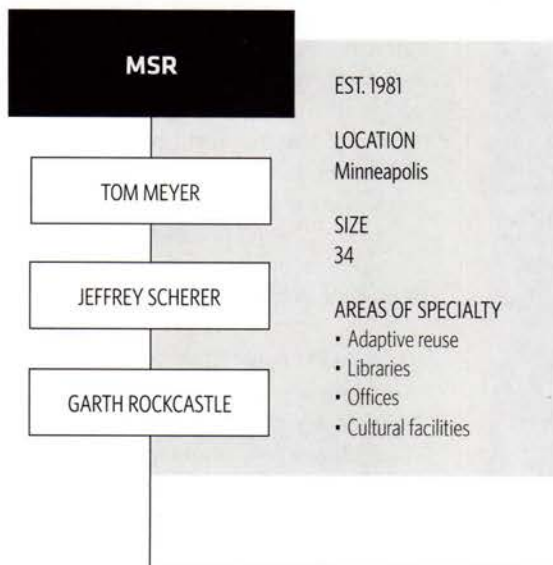 MSR
TOM MEYER
JEFFREY SCHERER
GARTH ROCKCASTLE
EST. 1981
LOCATION
Minneapolis
SIZE
34
AREAS OF SPECIALTY
• Adaptive reuse
• Libraries
• Offices
• Cultural facilities